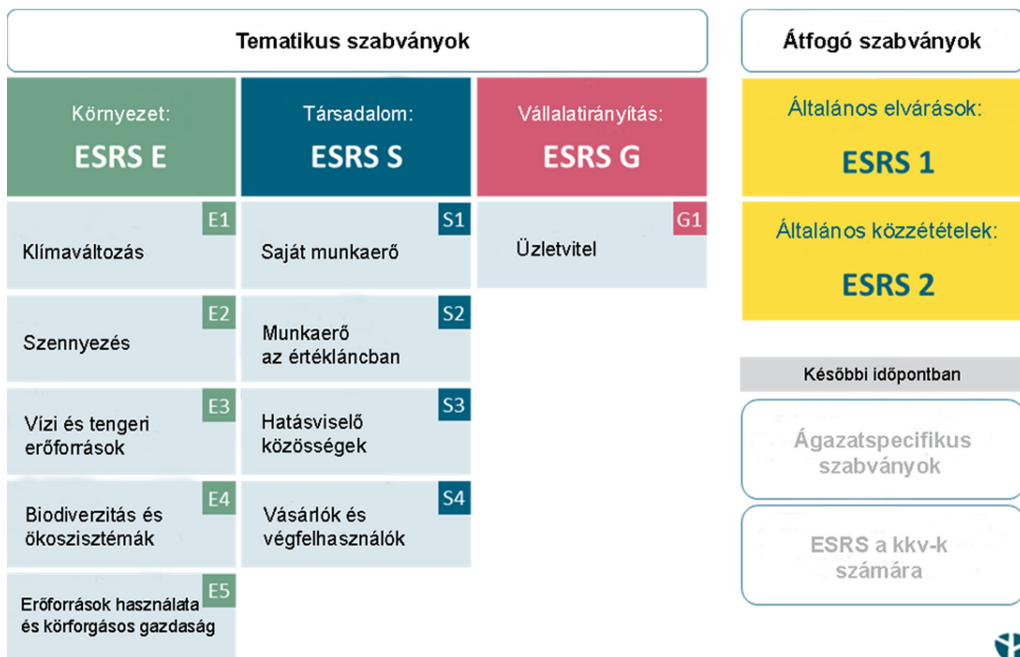 Tematikus szabványok
Környezet:
ESRS E
E1
Klímaváltozás
E2
Szennyezés
E3
Vízi és tengeri
erőforrások
E4
Biodiverzitás és
ökoszisztémák
E5
Erőforrások használata
és körforgásos gazdaság
Társadalom:
ESRS S
S1
Saját munkaerő
S2
Munkaerő
az értékláncban
S3
Hatásviselő
közösségek
S4
Vásárlók és
végfelhasználók
Vállalatirányítás:
ESRS G
G1
Üzletvitel
Átfogó szabványok
Általános elvárások:
ESRS 1
Általános közzétételek:
ESRS 2
Későbbi időpontban
Ágazatspecifikus
szabványok
ESRS a kkv-k
számára